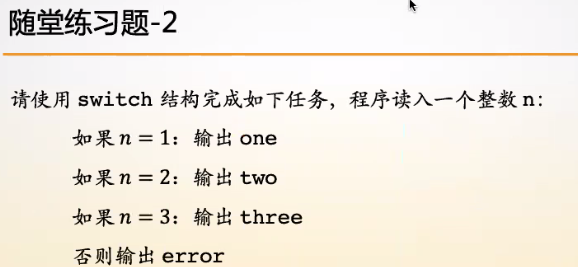 随堂练习题-2
请使用 switch 结构完成如下任务，程序读入一个整数 n：
如果 n = 1：输出 one
如果 n = 2：输出 two
如果 n = 3：输出 three
否则输出 error